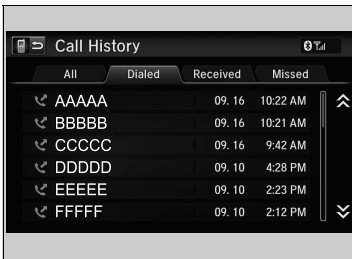 Call History
All Dialed Received Missed
AAAAA 09. 16 10:22 AM
BBBBB 09. 16 10:21 AM
CCCCC 09. 16 9:42 AM
DDDDD 09. 10 4:28 PM
EEEEE 09. 10 2:23 PM
FFFFF 09. 10 2:12 PM